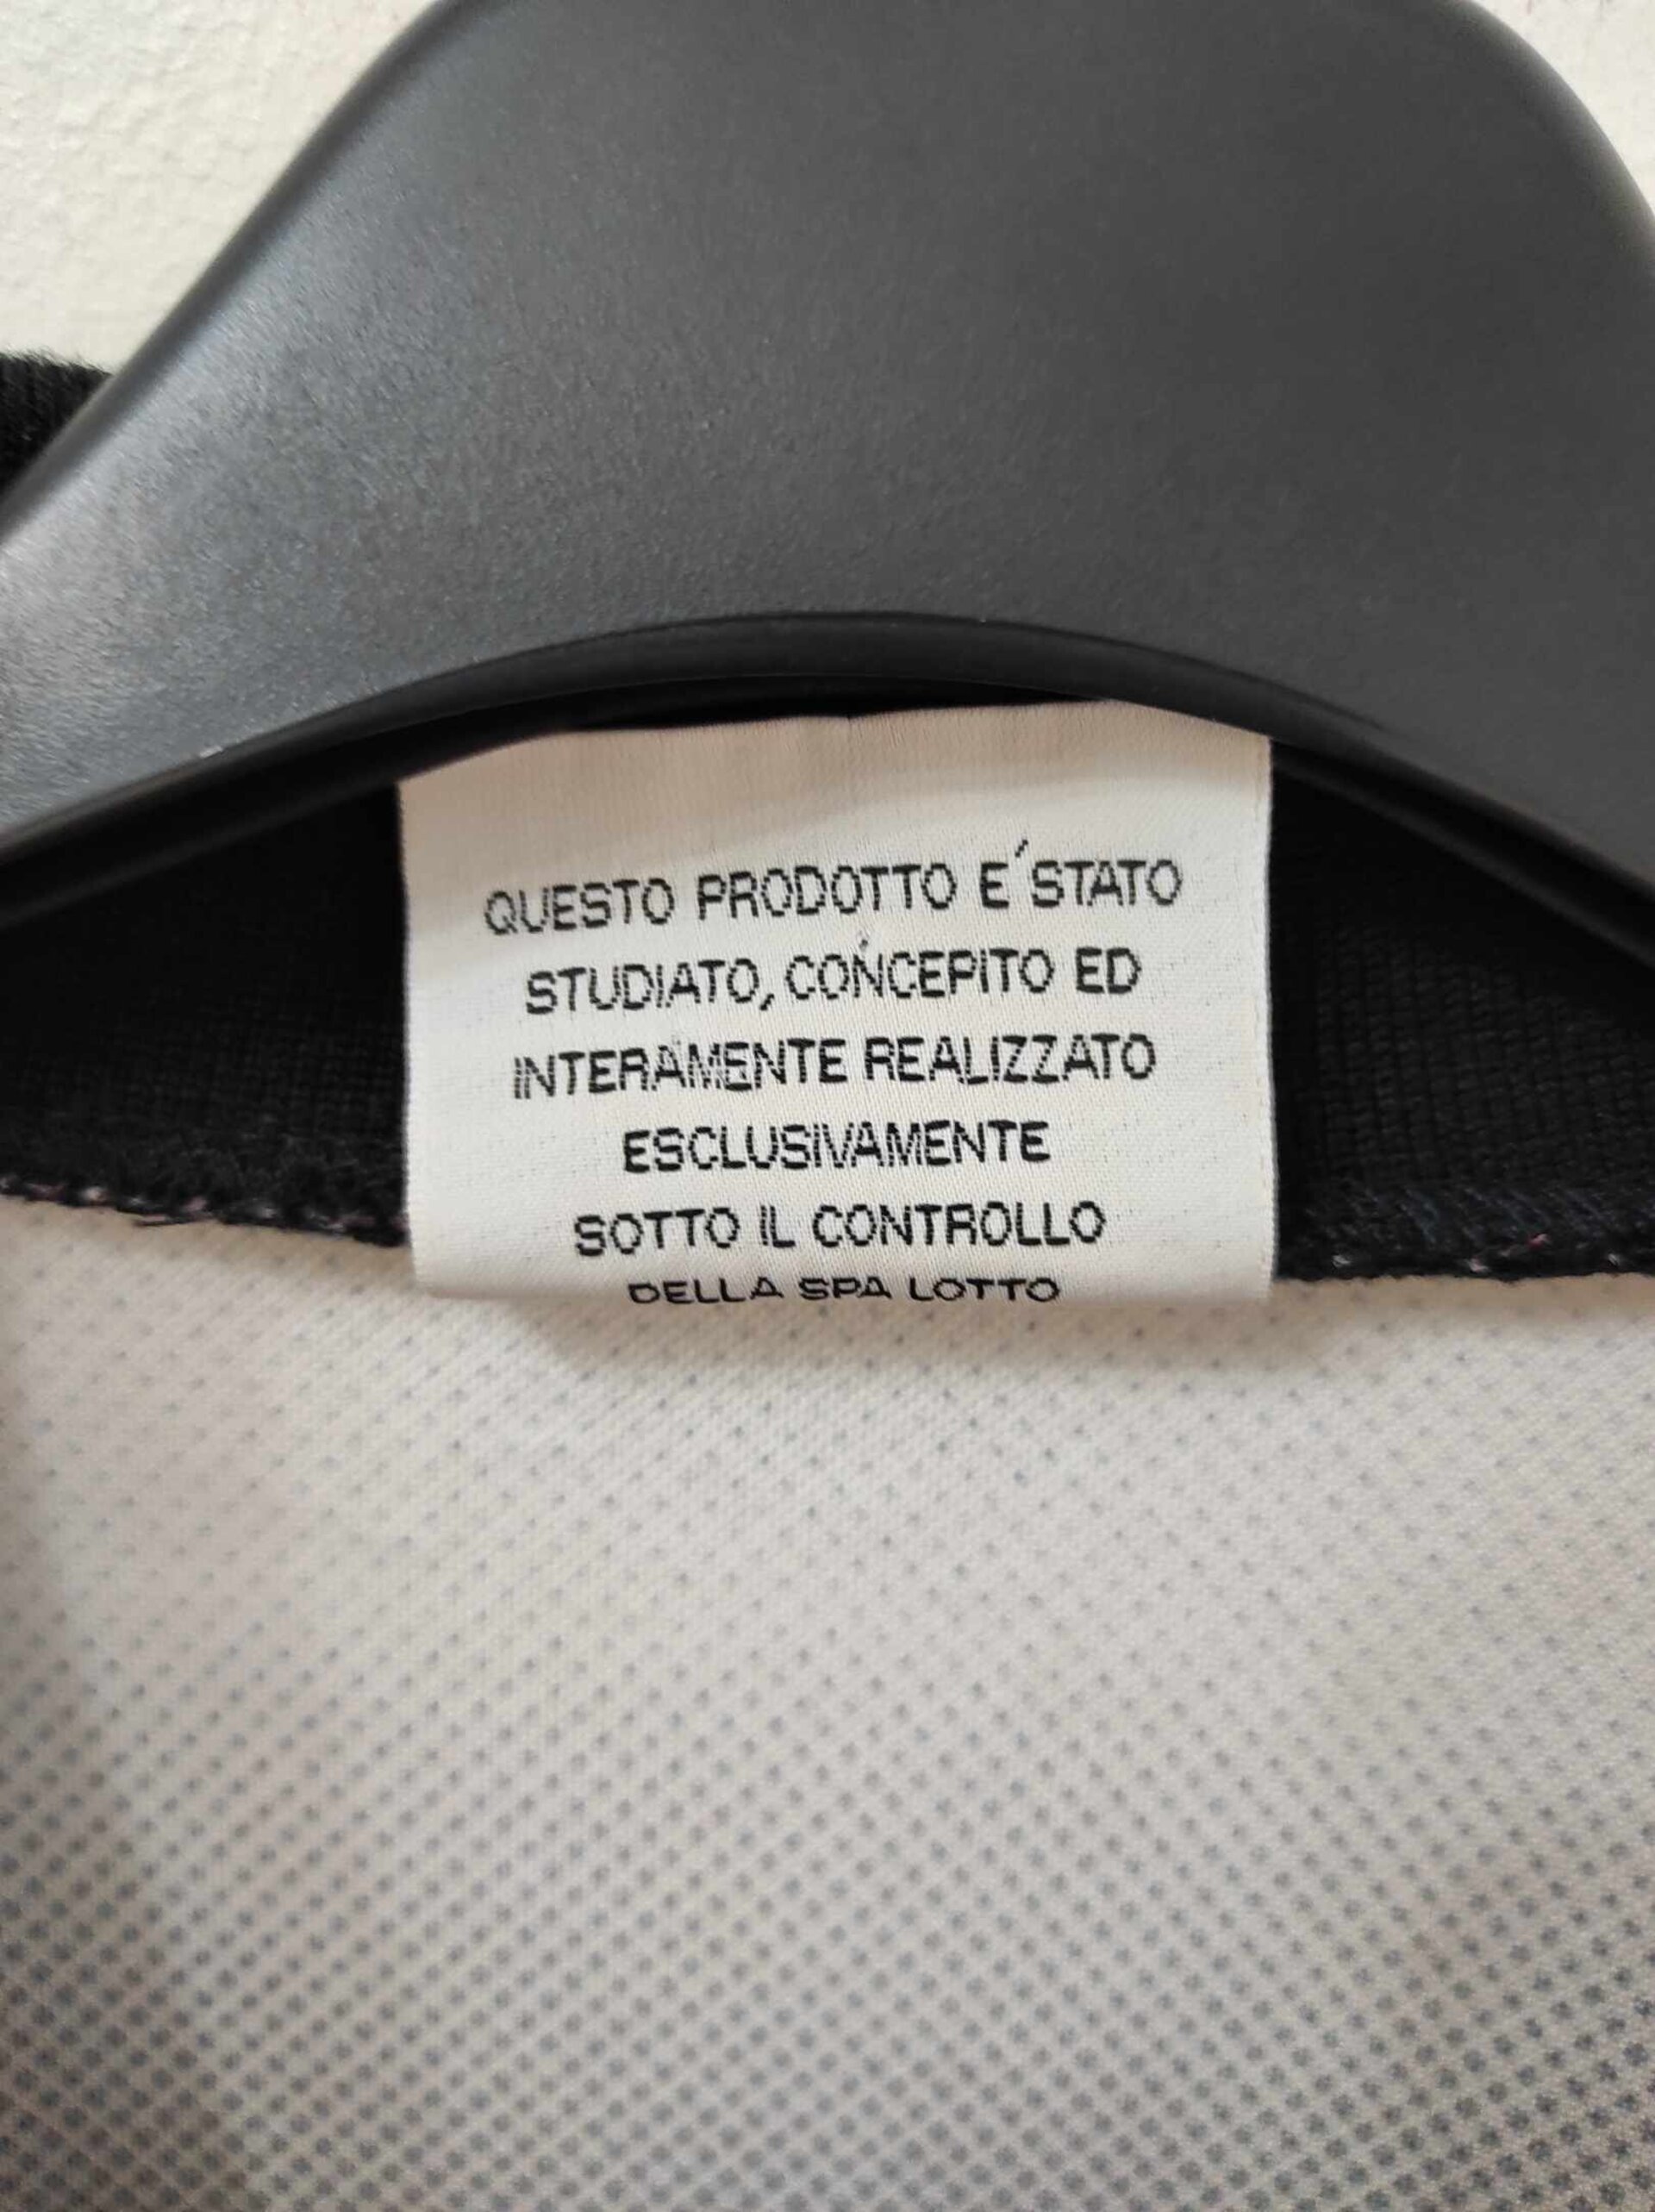 QUESTO PRODOTTO E´ STATO
STUDIATO, CONCEPITO ED
INTERAMENTE REALIZZATO
ESCLUSIVAMENTE
SOTTO IL CONTROLLO
DELLA SPA LOTTO